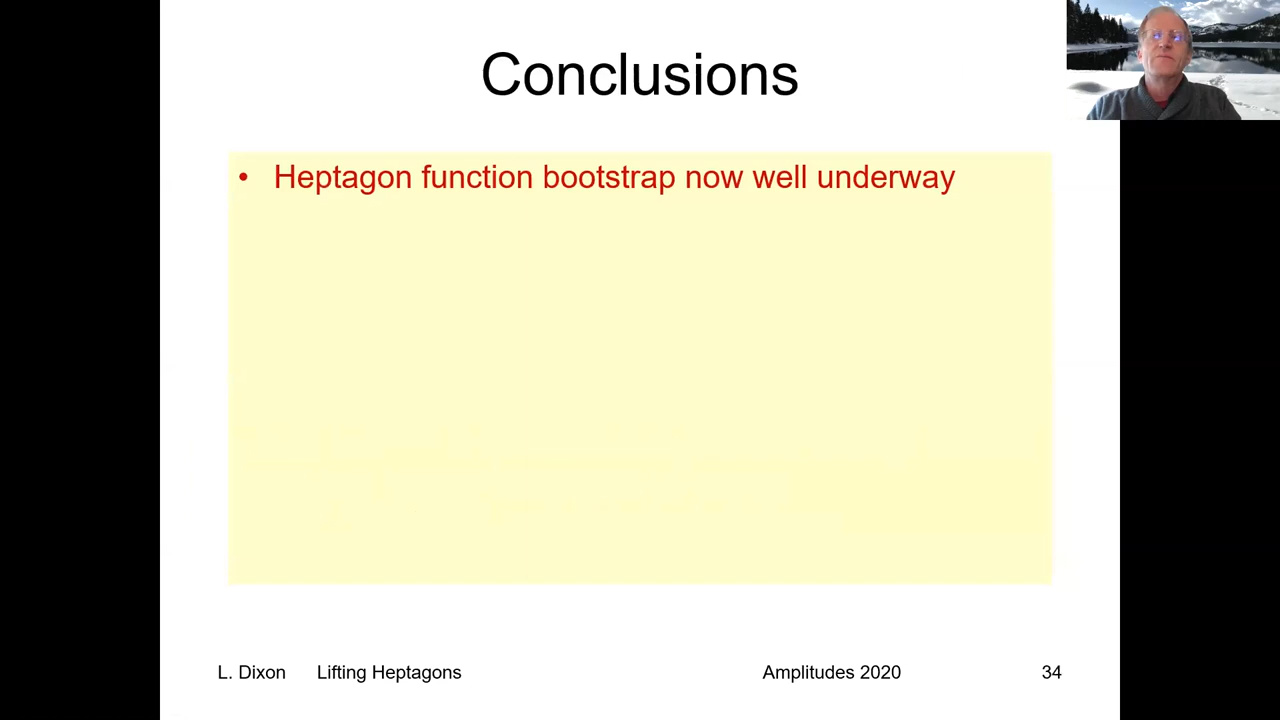 Conclusions
• Heptagon function bootstrap now well underway
L. Dixon Lifting Heptagons Amplitudes 2020 34